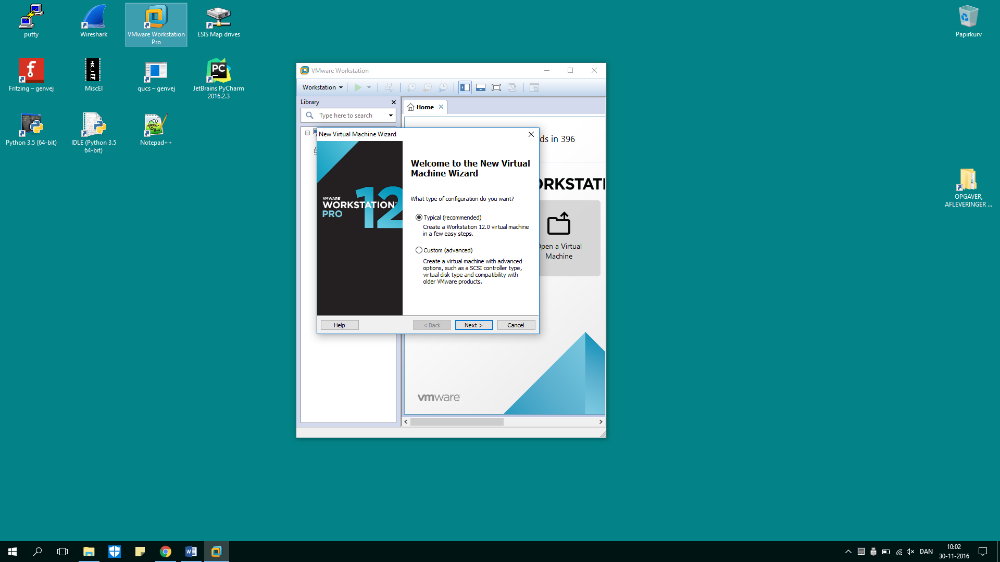 putty
Wireshark
VMware Workstation
Pro
ESIS Map drives
Papirkurv
Fritzing – genvej
MiscEl
qucs – genvej
JetBrains PyCharm
2016.2.3
Python 3.5 (64-bit)
IDLE (Python 3.5
64-bit)
Notepad++
OPGAVER,
AFLEVERINGER ...
VMware Workstation
Workstation
Library
Type here to search
Home
ds in 396
ORKSTATI
Open a Virtual
Machine
vmware
New Virtual Machine Wizard
VMWARE
WORKSTATION
PRO
12
Welcome to the New Virtual
Machine Wizard
What type of configuration do you want?
Typical (recommended)
Create a Workstation 12.0 virtual machine
in a few easy steps.
Custom (advanced)
Create a virtual machine with advanced
options, such as a SCSI controller type,
virtual disk type and compatibility with
older VMware products.
Help
< Back
Next >
Cancel
DAN
10:02
30-11-2016